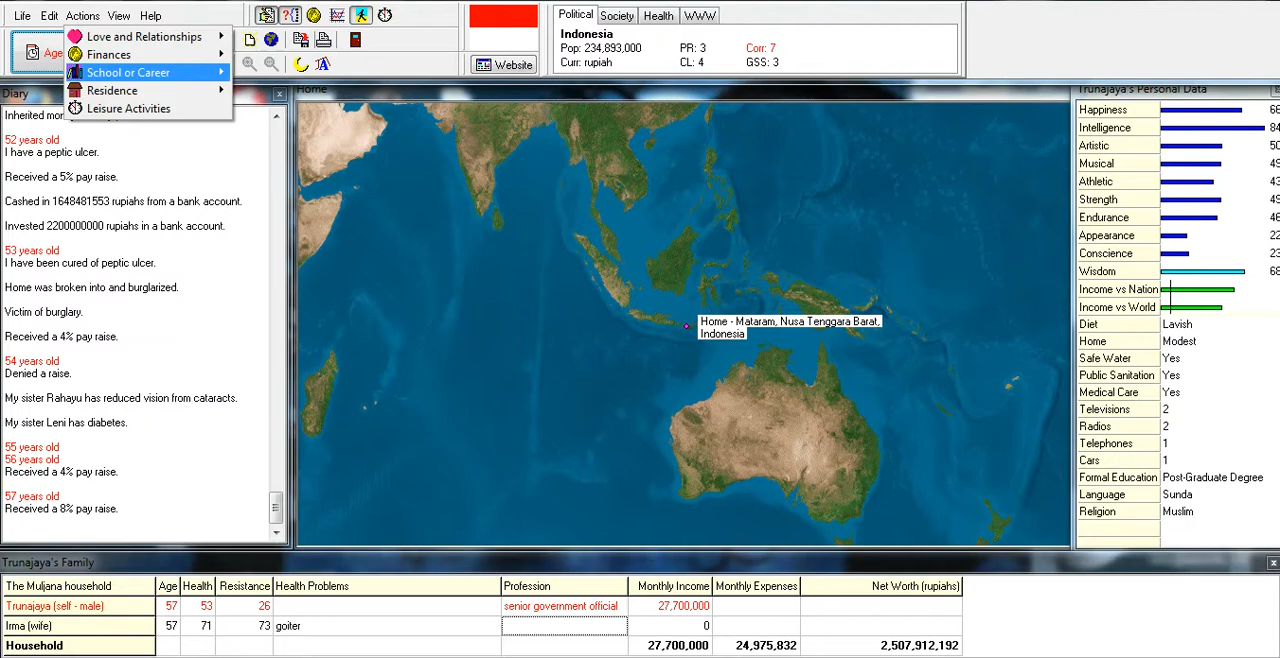 Life Edit Actions View Help
Love and Relationships
Finances
School or Career
Residence
Leisure Activities
Age
Website
Political Society Health WWW
Indonesia
Pop: 234,893,000 PR: 3 Corr: 7
Curr: rupiah CL: 4 GSS: 3
Diary
52 years old
I have a peptic ulcer.
Received a 5% pay raise.
Cashed in 1648481553 rupiahs from a bank account.
Invested 2200000000 rupiahs in a bank account.
53 years old
I have been cured of peptic ulcer.
Home was broken into and burglarized.
Victim of burglary.
Received a 4% pay raise.
54 years old
Denied a raise.
My sister Rahayu has reduced vision from cataracts.
My sister Leni has diabetes.
55 years old
56 years old
Received a 4% pay raise.
57 years old
Received a 8% pay raise.
Home
Home - Mataram, Nusa Tenggara Barat,
Indonesia
Trunajaya's Personal Data
Happiness
Intelligence 84
Artistic
Musical
Athletic
Strength
Endurance
Appearance
Conscience
Wisdom
Income vs Nation
Income vs World
Diet Lavish
Home Modest
Safe Water Yes
Public Sanitation Yes
Medical Care Yes
Televisions 2
Radios 2
Telephones 1
Cars 1
Formal Education Post-Graduate Degree
Language Sunda
Religion Muslim
Trunajaya's Family
The Muljana household Age Health Resistance Health Problems Profession Monthly Income Monthly Expenses Net Worth (rupiahs)
Trunajaya (self - male) 57 53 26 senior government official 27,700,000
Irma (wife) 57 71 73 goiter 0
Household 27,700,000 24,975,832 2,507,912,192